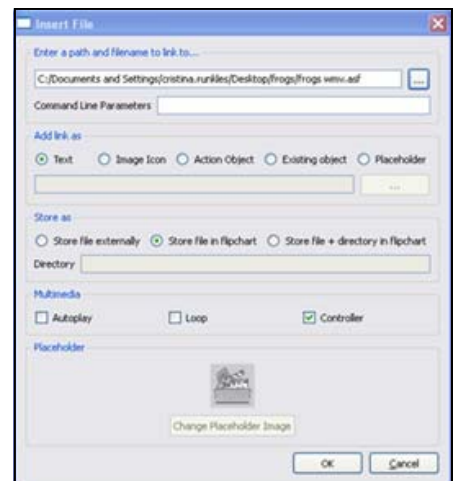 Insert File
Enter a path and filename to link to...
C:/Documents and Settings/cristina.runkles/Desktop/frogs/frogs wmv.asf ...
Command Line Parameters
Add link as
Text Image Icon Action Object Existing object Placeholder
...
Store as
Store file externally Store file in flipchart Store file + directory in flipchart
Directory
Multimedia
Autoplay Loop Controller
Placeholder
Change Placeholder Image
OK Cancel